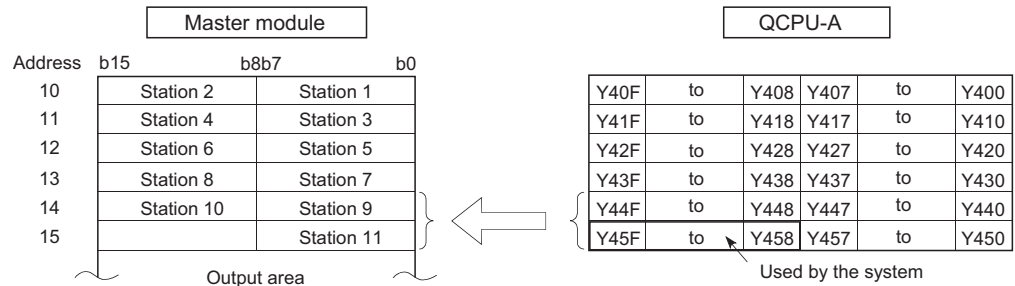 Master module
QCPU-A
Address b15 b8b7 b0
10 Station 2 Station 1 Y40F to Y408 Y407 to Y400
11 Station 4 Station 3 Y41F to Y418 Y417 to Y410
12 Station 6 Station 5 Y42F to Y428 Y427 to Y420
13 Station 8 Station 7 Y43F to Y438 Y437 to Y430
14 Station 10 Station 9 Y44F to Y448 Y447 to Y440
15 Station 11 Y45F to Y458 Y457 to Y450
Output area
Used by the system